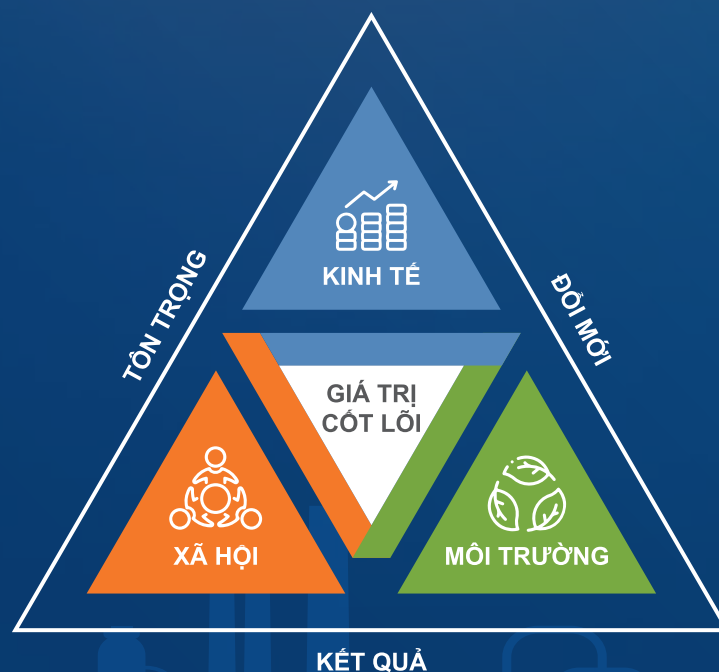 KINH TẾ
TÔN TRỌNG
ĐỔI MỚI
GIÁ TRỊ
CỐT LÕI
XÃ HỘI
MÔI TRƯỜNG
KẾT QUẢ